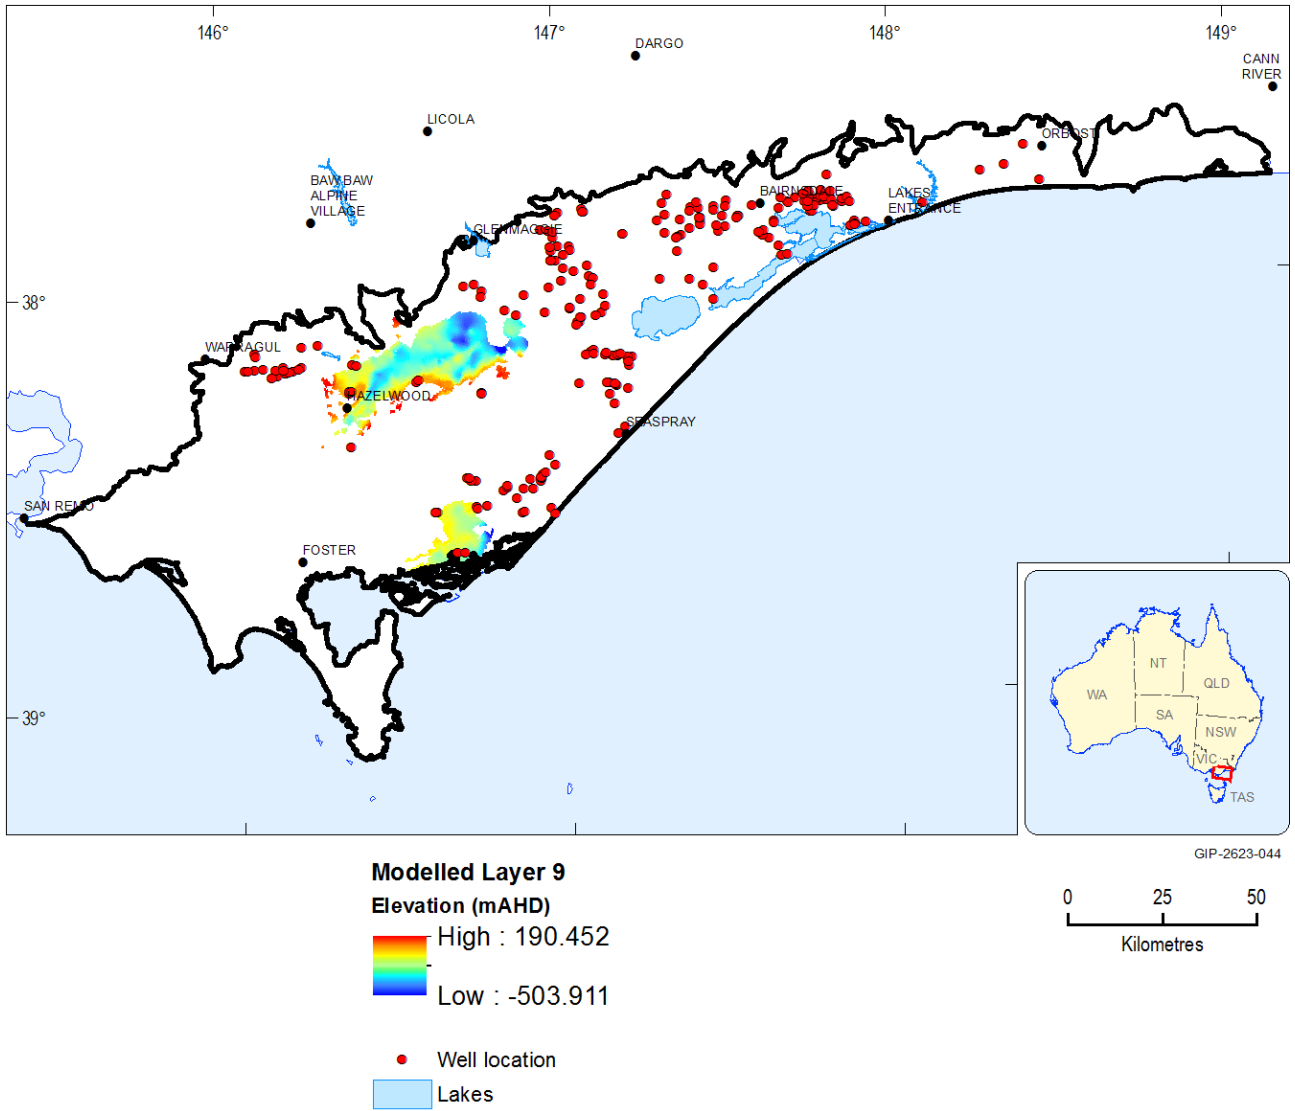 146°
147°
148°
149°
DARGO
CANN
RIVER
LICOLA
ORBOST
BAW BAW
ALPINE
VILLAGE
BAIRNSDALE
LAKES
ENTRANCE
GLENMAGGIE
38°
WARRAGUL
HAZELWOOD
SEASPRAY
SAN REMO
FOSTER
39°
NT
WA
QLD
SA
NSW
VIC
TAS
GIP-2623-044
Modelled Layer 9
Elevation (mAHD)
High : 190.452
Low : -503.911
0 25 50
Kilometres
Well location
Lakes